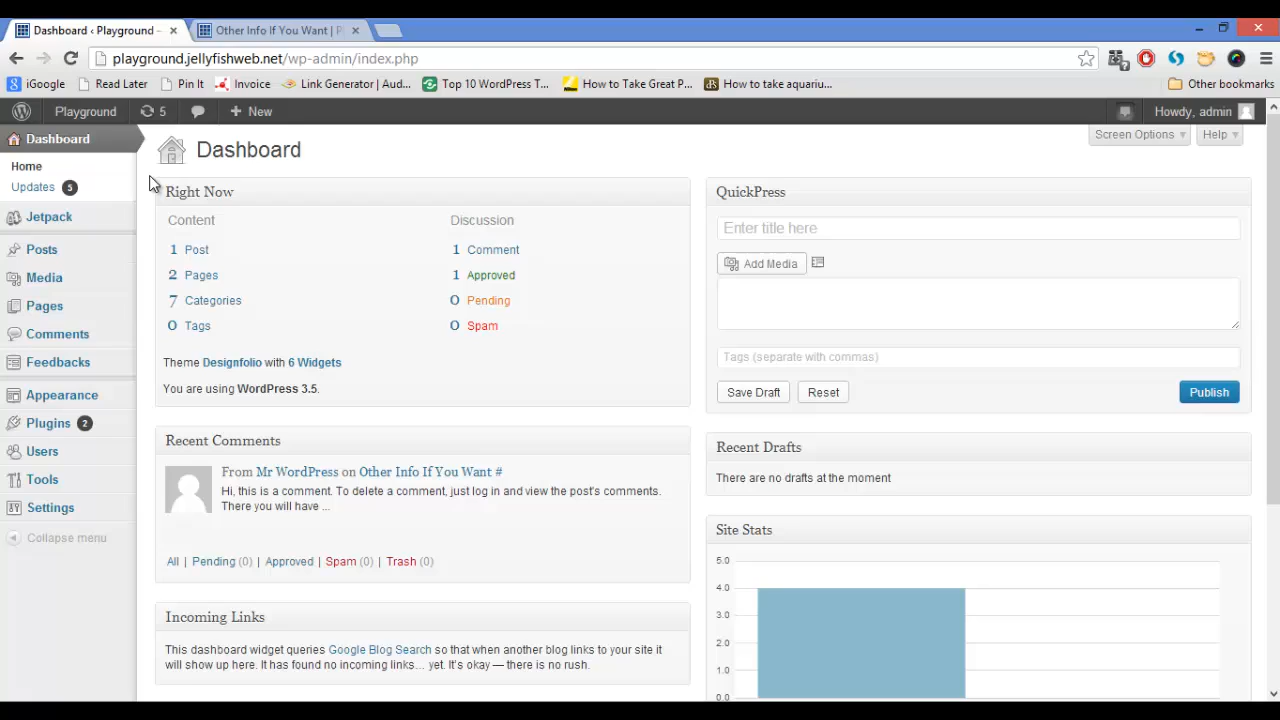 Dashboard ‹ Playground -
Other Info If You Want | P
playground.jellyfishweb.net/wp-admin/index.php
iGoogle
Read Later
Pin It
Invoice
Link Generator | Aud...
Top 10 WordPress T...
How to Take Great P...
How to take aquariu...
Other bookmarks
Playground
5
New
Howdy, admin
Dashboard
Home
Updates 5
Jetpack
Posts
Media
Pages
Comments
Feedbacks
Appearance
Plugins 2
Users
Tools
Settings
Collapse menu
Screen Options
Help
Dashboard
Right Now
Content
Discussion
1 Post
1 Comment
2 Pages
1 Approved
7 Categories
0 Pending
0 Tags
0 Spam
Theme Designfolio with 6 Widgets
You are using WordPress 3.5.
Recent Comments
From Mr WordPress on Other Info If You Want #
Hi, this is a comment. To delete a comment, just log in and view the post's comments.
There you will have ...
All | Pending (0) | Approved | Spam (0) | Trash (0)
Incoming Links
This dashboard widget queries Google Blog Search so that when another blog links to your site it
will show up here. It has found no incoming links... yet. It's okay — there is no rush.
QuickPress
Enter title here
Add Media
Tags (separate with commas)
Save Draft
Reset
Publish
Recent Drafts
There are no drafts at the moment
Site Stats
5.0
4.0
3.0
2.0
1.0
0.0